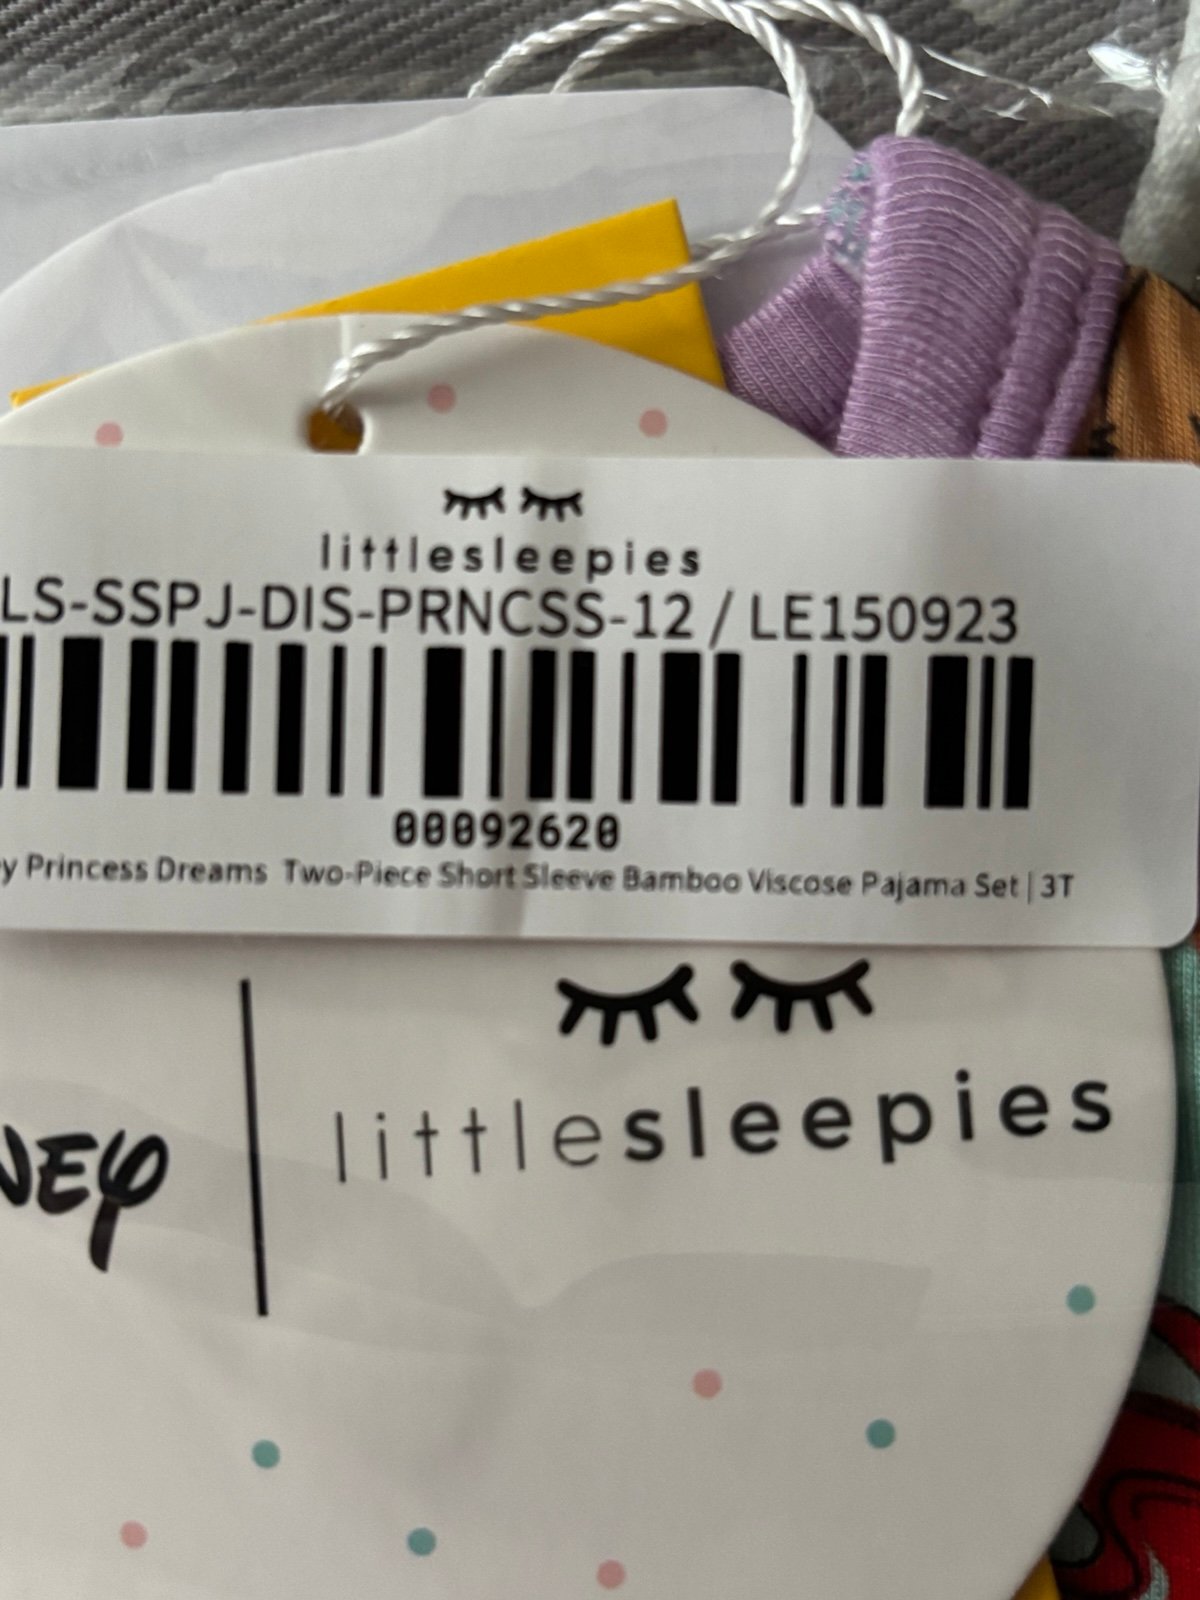 littlesleepies
LS-SSPJ-DIS-PRNCSS-12 / LE150923
00092620
y Princess Dreams Two-Piece Short Sleeve Bamboo Viscose Pajama Set | 3T
NEY
littlesleepies